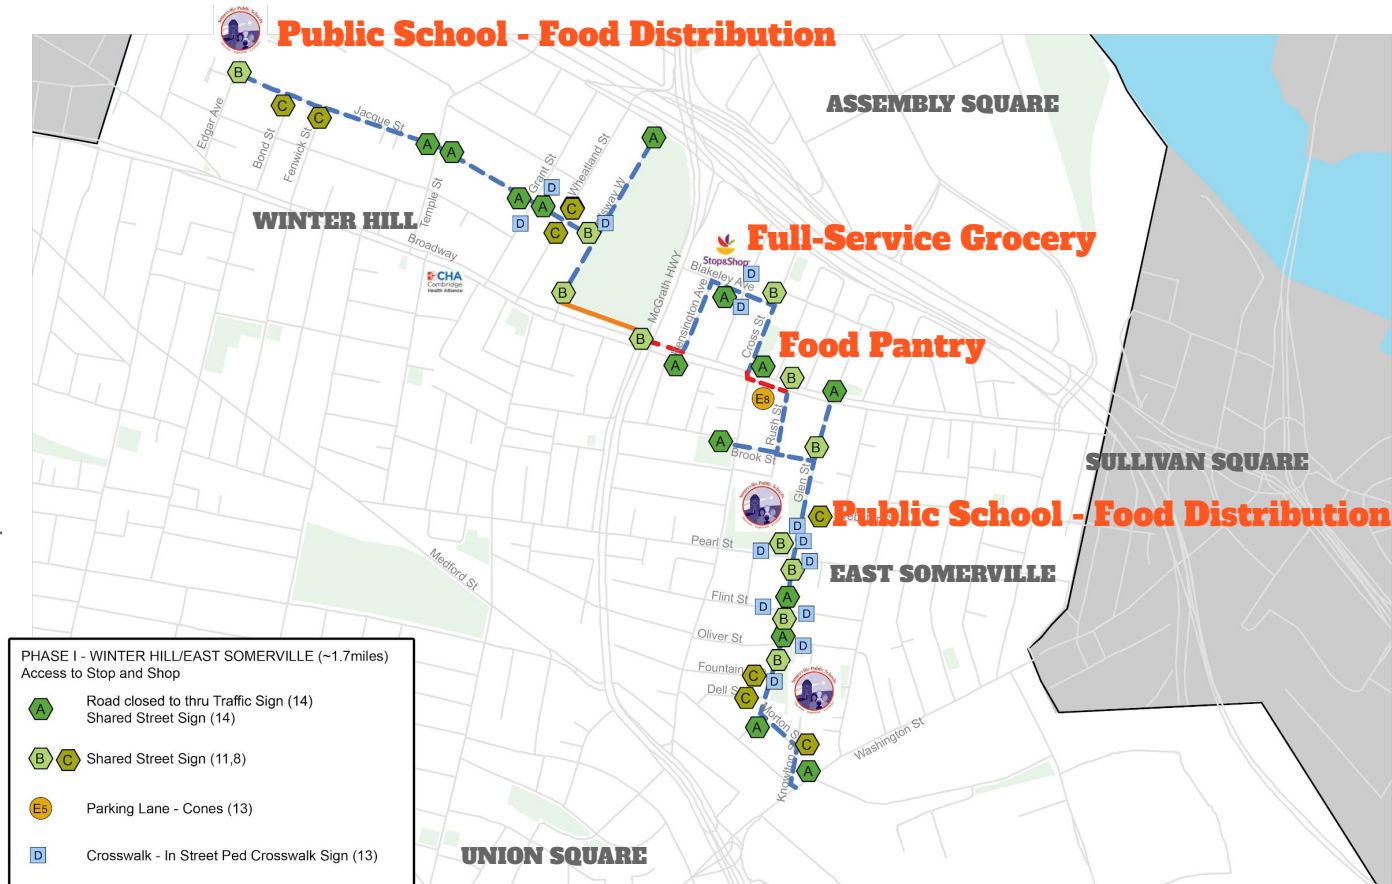 Public School - Food Distribution
ASSEMBLY SQUARE
B
C
C
Edgar Ave
Bond St
Fenwick St
Jacque St
A
A
A
Temple St
Grant St
Wheatland St
D
A
A
C
D
C
B
D
WINTER HILL
Broadway
CHA
Cambridge
Health Alliance
B
McGrath HWY
B
A
Full-Service Grocery
Stop&Shop
Blakeley Ave
D
A
D
B
Cross St
Food Pantry
A
B
E8
A
Rush St
A
Brook St
B
Glen St
SULLIVAN SQUARE
Public School - Food Distribution
C
D
Pearl St
D
B
D
D
B
EAST SOMERVILLE
Medford St
Flint St
A
D
B
D
Oliver St
A
D
B
Fountain
C
D
Dell
C
A
Morton St
C
Washington St
Knowlton
A
UNION SQUARE
PHASE I - WINTER HILL/EAST SOMERVILLE (~1.7miles)
Access to Stop and Shop
A Road closed to thru Traffic Sign (14)
Shared Street Sign (14)
B C Shared Street Sign (11,8)
E5 Parking Lane - Cones (13)
D Crosswalk - In Street Ped Crosswalk Sign (13)